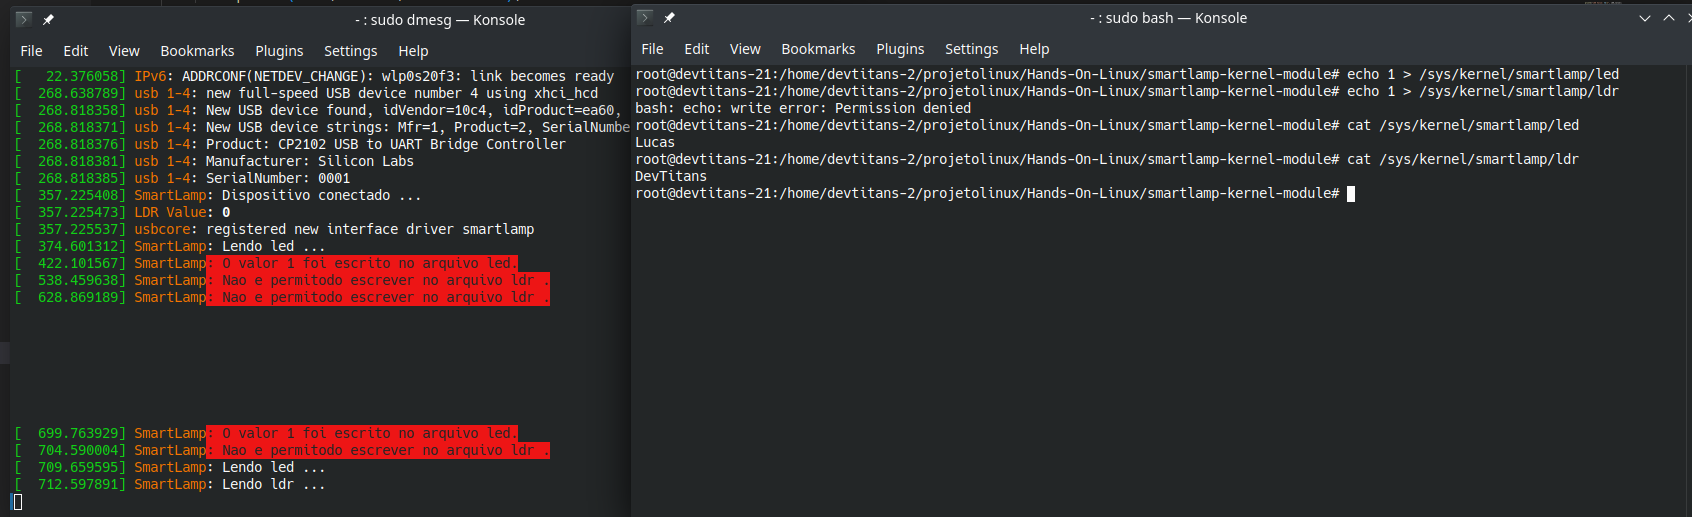 - : sudo dmesg — Konsole
File Edit View Bookmarks Plugins Settings Help
[   22.376058] IPv6: ADDRCONF(NETDEV_CHANGE): wlp0s20f3: link becomes ready
[  268.638789] usb 1-4: new full-speed USB device number 4 using xhci_hcd
[  268.818358] usb 1-4: New USB device found, idVendor=10c4, idProduct=ea60,
[  268.818371] usb 1-4: New USB device strings: Mfr=1, Product=2, SerialNumbe
[  268.818376] usb 1-4: Product: CP2102 USB to UART Bridge Controller
[  268.818381] usb 1-4: Manufacturer: Silicon Labs
[  268.818385] usb 1-4: SerialNumber: 0001
[  357.225408] SmartLamp: Dispositivo conectado ...
[  357.225473] LDR Value: 0
[  357.225537] usbcore: registered new interface driver smartlamp
[  374.601312] SmartLamp: Lendo led ...
[  422.101567] SmartLamp: O valor 1 foi escrito no arquivo led.
[  538.459638] SmartLamp: Nao e permitodo escrever no arquivo ldr .
[  628.869189] SmartLamp: Nao e permitodo escrever no arquivo ldr .
[  699.763929] SmartLamp: O valor 1 foi escrito no arquivo led.
[  704.590004] SmartLamp: Nao e permitodo escrever no arquivo ldr .
[  709.659595] SmartLamp: Lendo led ...
[  712.597891] SmartLamp: Lendo ldr ...
- : sudo bash — Konsole
File Edit View Bookmarks Plugins Settings Help
root@devtitans-21:/home/devtitans-2/projetolinux/Hands-On-Linux/smartlamp-kernel-module# echo 1 > /sys/kernel/smartlamp/led
root@devtitans-21:/home/devtitans-2/projetolinux/Hands-On-Linux/smartlamp-kernel-module# echo 1 > /sys/kernel/smartlamp/ldr
bash: echo: write error: Permission denied
root@devtitans-21:/home/devtitans-2/projetolinux/Hands-On-Linux/smartlamp-kernel-module# cat /sys/kernel/smartlamp/led
Lucas
root@devtitans-21:/home/devtitans-2/projetolinux/Hands-On-Linux/smartlamp-kernel-module# cat /sys/kernel/smartlamp/ldr
DevTitans
root@devtitans-21:/home/devtitans-2/projetolinux/Hands-On-Linux/smartlamp-kernel-module#